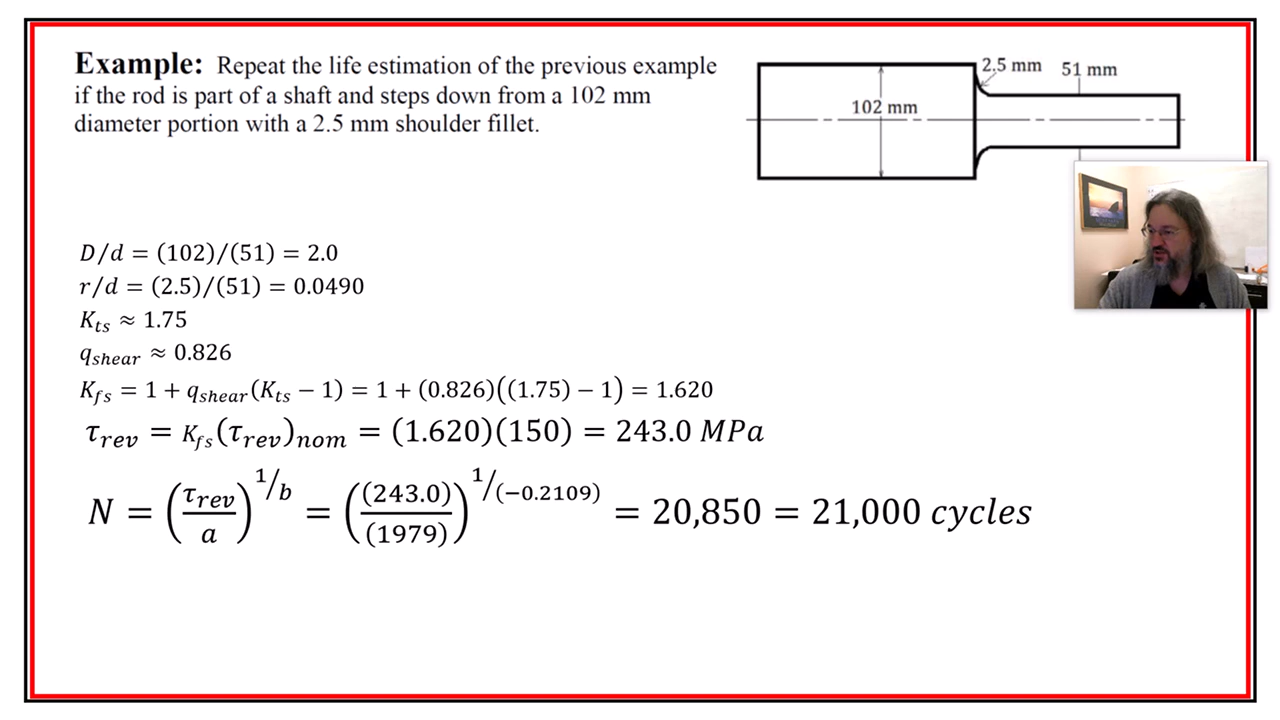 Example: Repeat the life estimation of the previous example
if the rod is part of a shaft and steps down from a 102 mm
diameter portion with a 2.5 mm shoulder fillet.
2.5 mm 51 mm
102 mm
D/d = (102)/(51) = 2.0
r/d = (2.5)/(51) = 0.0490
K_ts ≈ 1.75
q_shear ≈ 0.826
K_fs = 1 + q_shear(K_ts − 1) = 1 + (0.826)((1.75) − 1) = 1.620
τ_rev = K_fs(τ_rev)_nom = (1.620)(150) = 243.0 MPa
N = (τ_rev/a)^(1/b) = ((243.0)/(1979))^(1/(−0.2109)) = 20,850 = 21,000 cycles